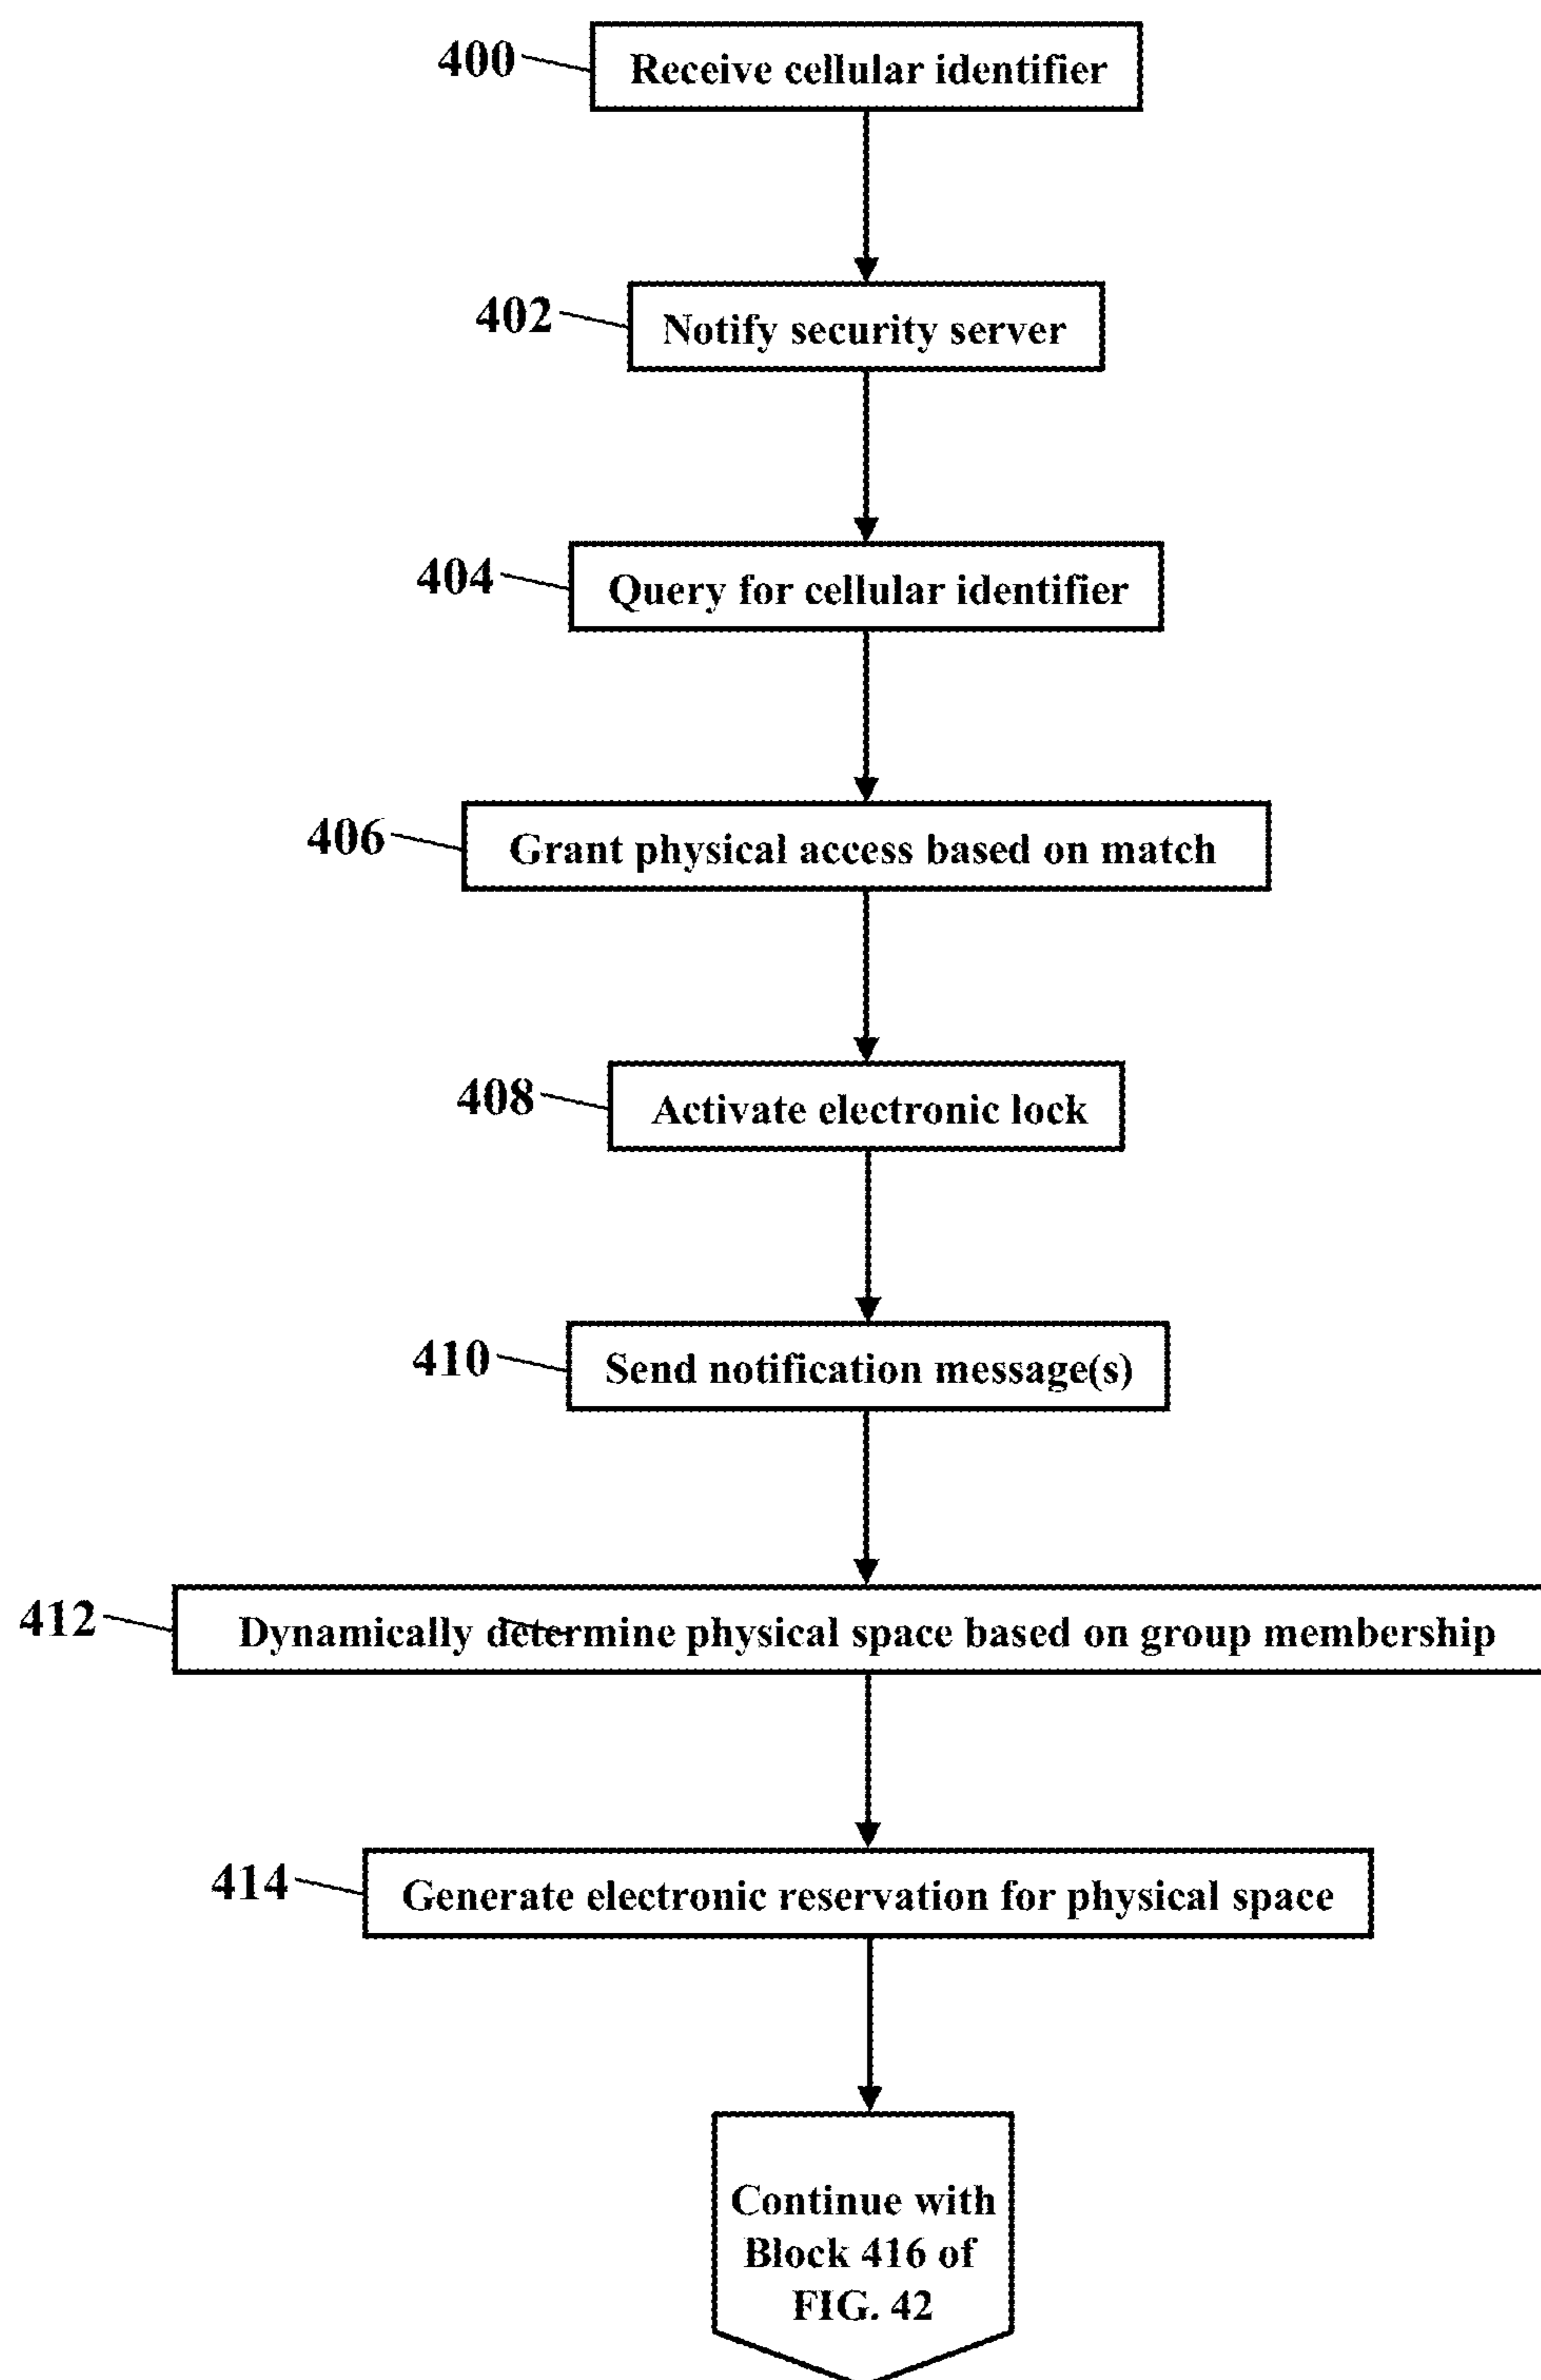 400 Receive cellular identifier
402 Notify security server
404 Query for cellular identifier
406 Grant physical access based on match
408 Activate electronic lock
410 Send notification message(s)
412 Dynamically determine physical space based on group membership
414 Generate electronic reservation for physical space
Continue with
Block 416 of
FIG. 42